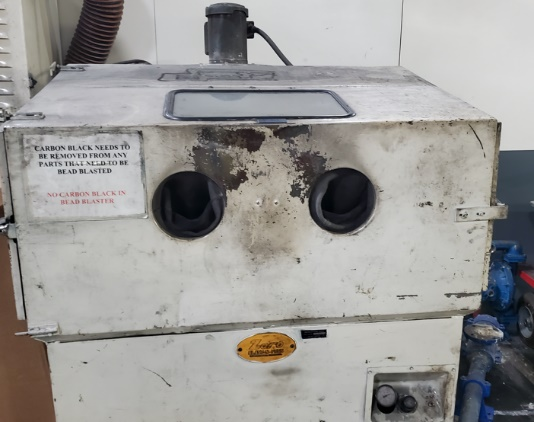 CARBON BLACK NEEDS TO
BE REMOVED FROM ANY
PARTS THAT NEED TO BE
BEAD BLASTED
NO CARBON BLACK IN
BEAD BLASTER